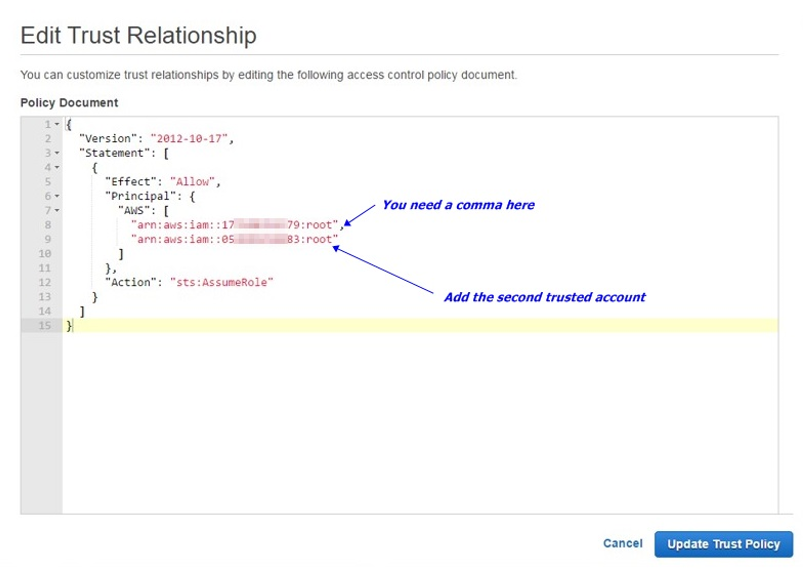 Edit Trust Relationship
You can customize trust relationships by editing the following access control policy document.
Policy Document
1 {
2 "Version": "2012-10-17",
3 "Statement": [
4 {
5 "Effect": "Allow",
6 "Principal": {
7 "AWS": [
8 "arn:aws:iam::17 79:root", You need a comma here
9 "arn:aws:iam::05 83:root"
10 ]
11 },
12 "Action": "sts:AssumeRole"
Add the second trusted account
13 }
14 ]
15 }
Cancel Update Trust Policy